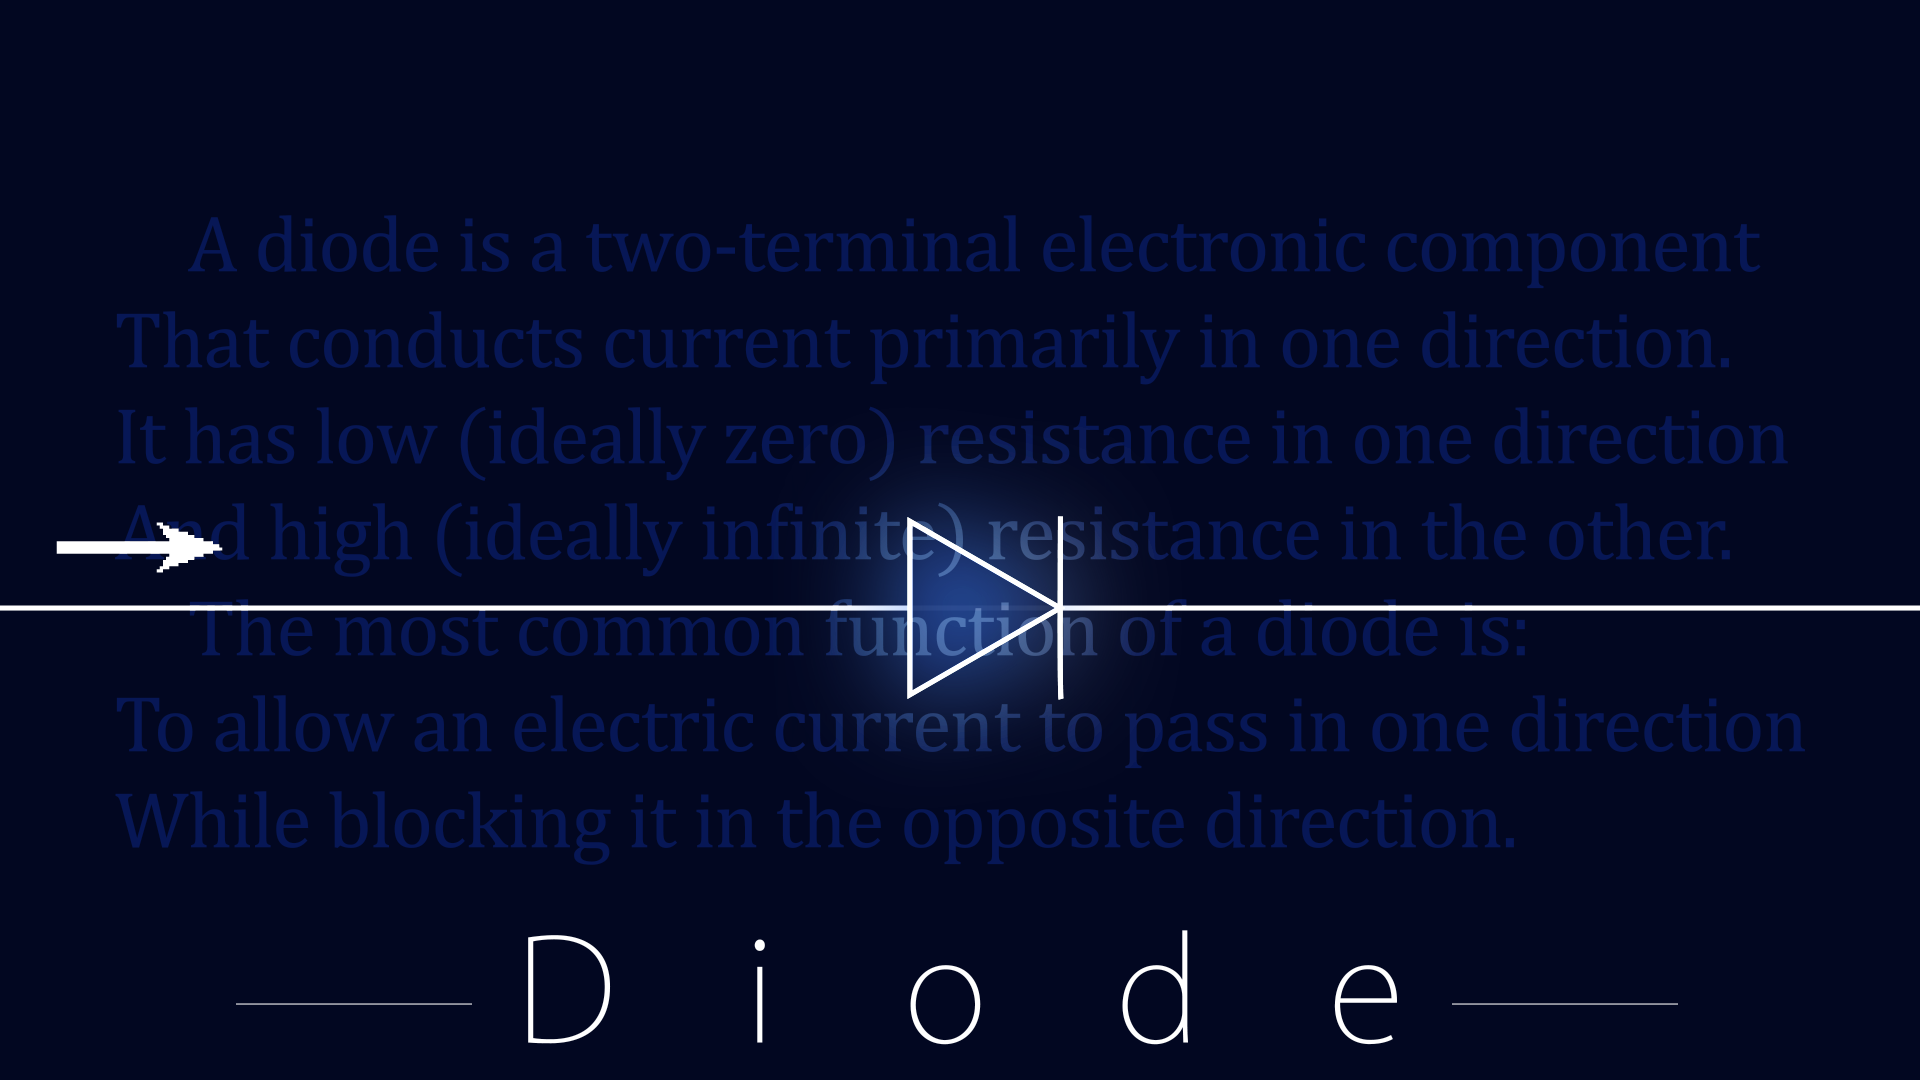 A diode is a two-terminal electronic component
That conducts current primarily in one direction.
It has low (ideally zero) resistance in one direction
And high (ideally infinite) resistance in the other.
The most common function of a diode is:
To allow an electric current to pass in one direction
While blocking it in the opposite direction.
Diode